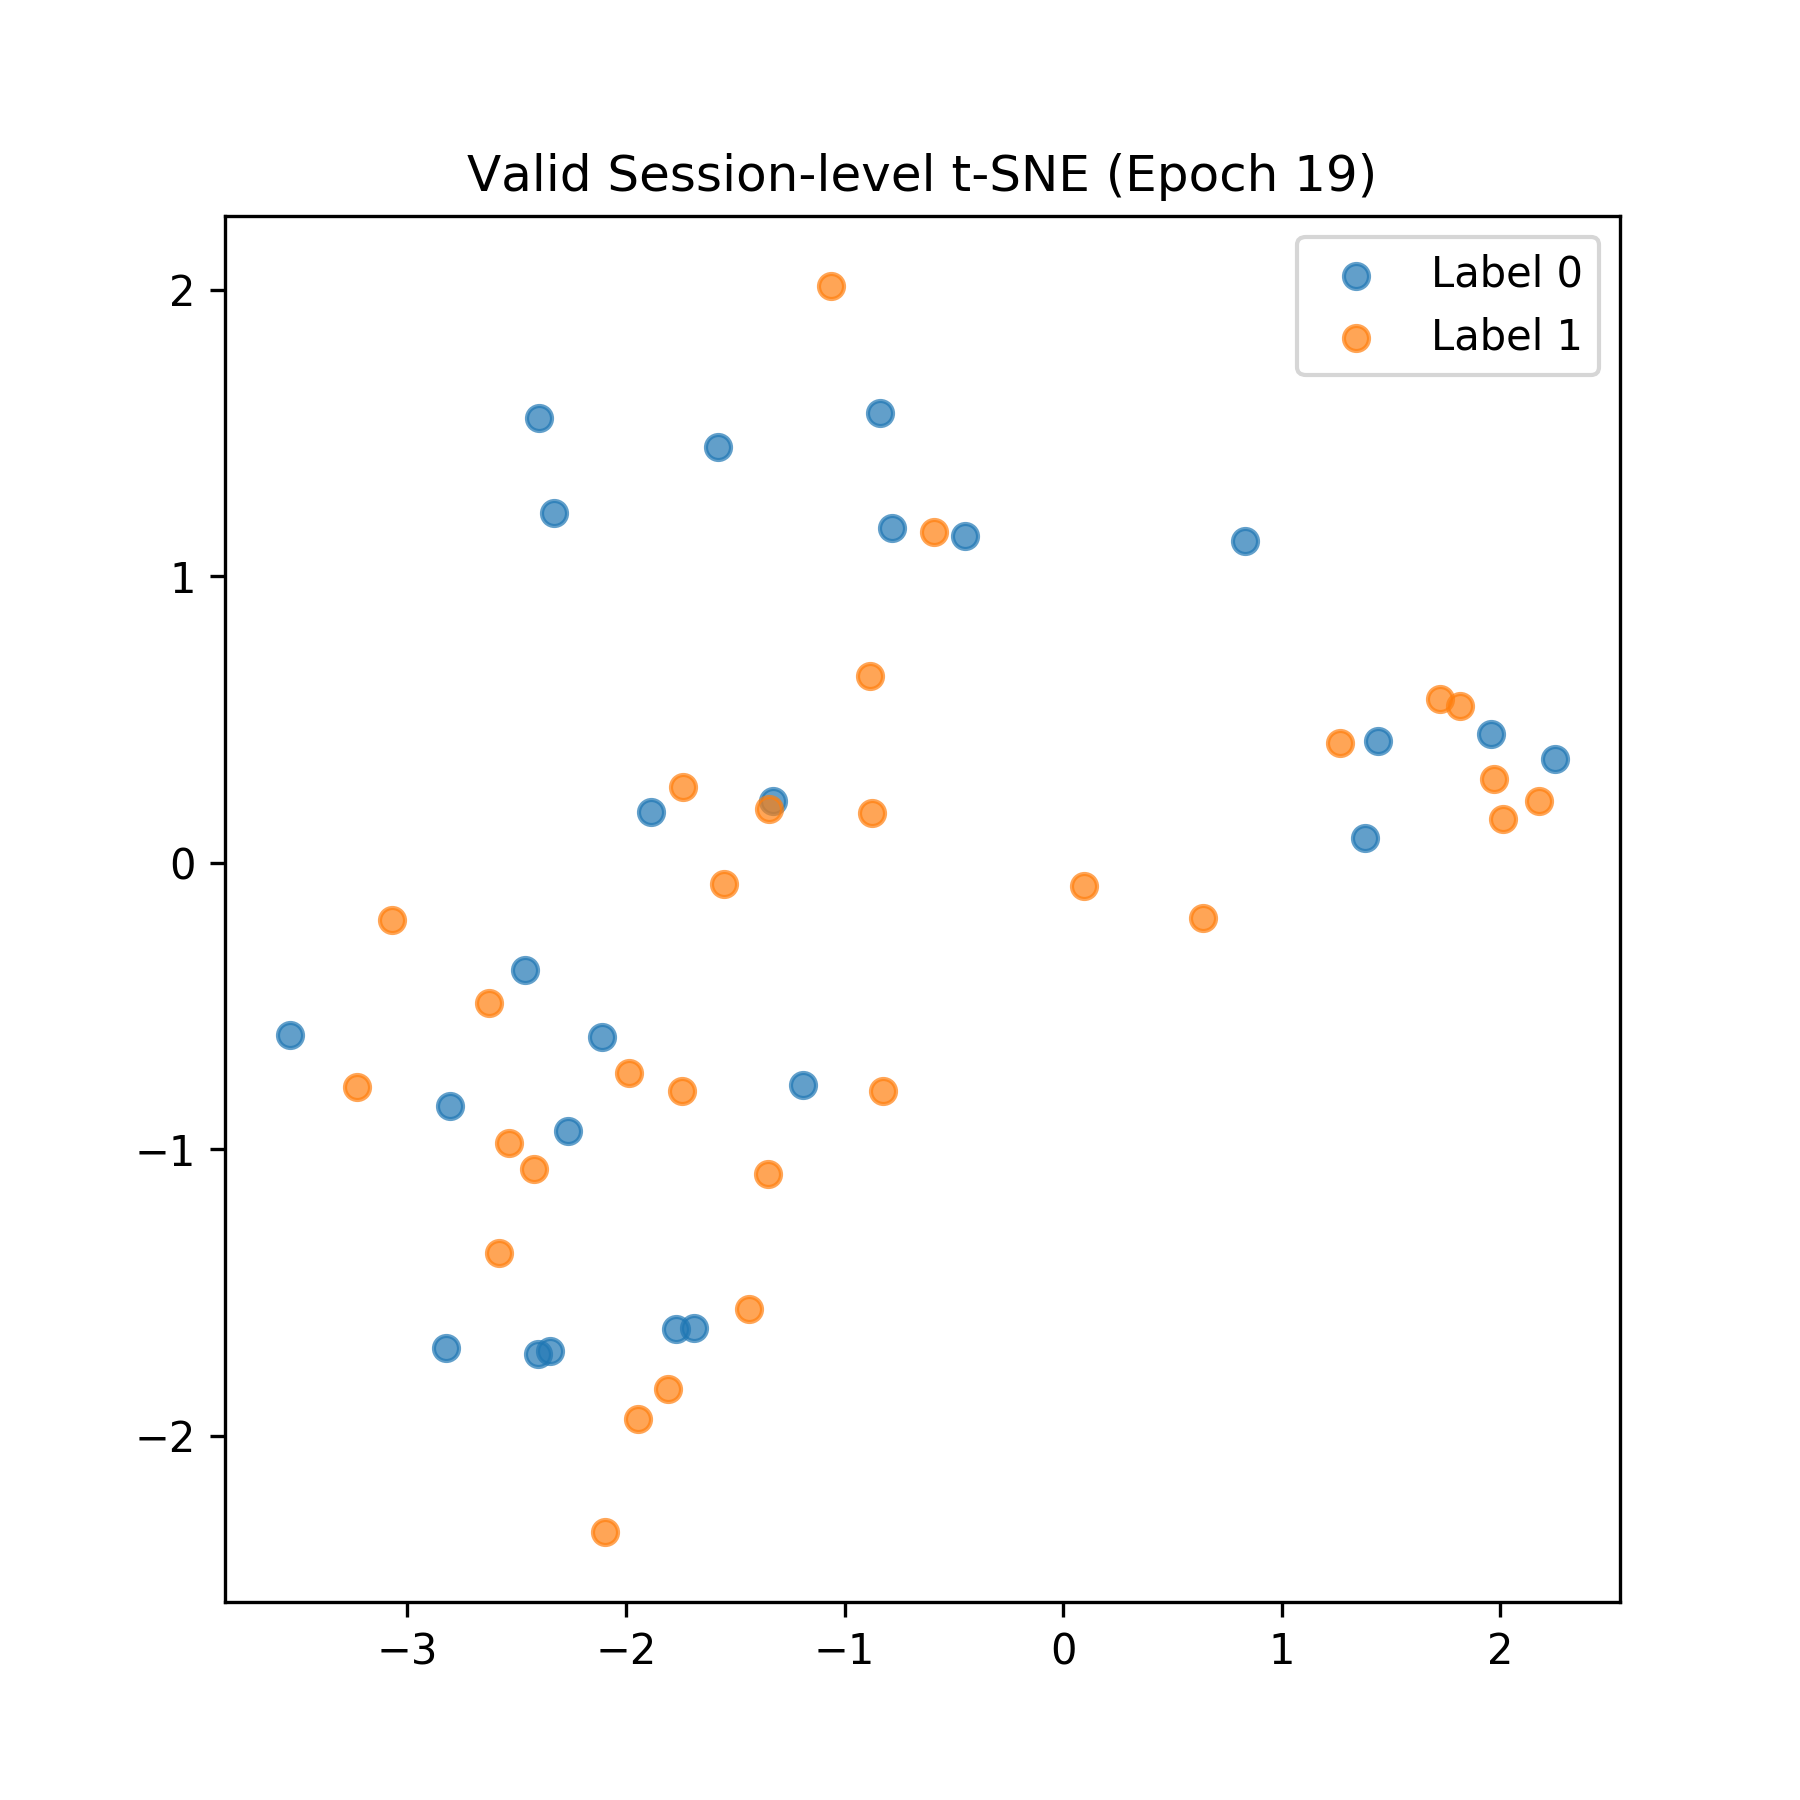 Valid Session-level t-SNE (Epoch 19)
Label 0
Label 1
2
1
0
−1
−2
−3 −2 −1 0 1 2